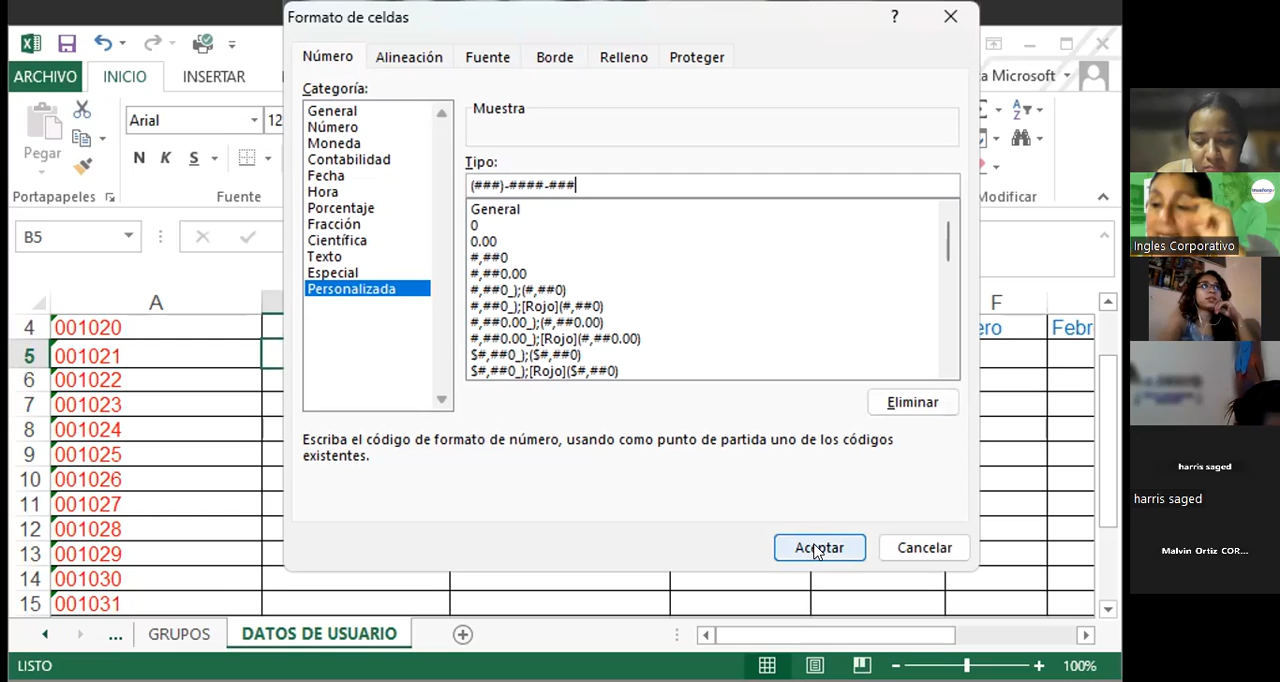 Formato de celdas
?
ARCHIVO
INICIO
INSERTAR
a Microsoft
Número
Alineación
Fuente
Borde
Relleno
Proteger
Pegar
Arial
12
N K S
Portapapeles
Fuente
Modificar
B5
Categoría:
General
Número
Moneda
Contabilidad
Fecha
Hora
Porcentaje
Fracción
Científica
Texto
Especial
Personalizada
Muestra
Tipo:
(###)-####-###
General
0
0.00
#,##0
#,##0.00
#,##0_);(#,##0)
#,##0_);[Rojo](#,##0)
#,##0.00_);(#,##0.00)
#,##0.00_);[Rojo](#,##0.00)
$#,##0_);($#,##0)
$#,##0_);[Rojo]($#,##0)
Eliminar
Escriba el código de formato de número, usando como punto de partida uno de los códigos
existentes.
Aceptar
Cancelar
A
F
4 001020
ero
Febr
5 001021
6 001022
7 001023
8 001024
9 001025
10 001026
11 001027
12 001028
13 001029
14 001030
15 001031
...
GRUPOS
DATOS DE USUARIO
LISTO
100%
Ingles Corporativo
harris saged
harris saged
Malvin Ortiz COR...